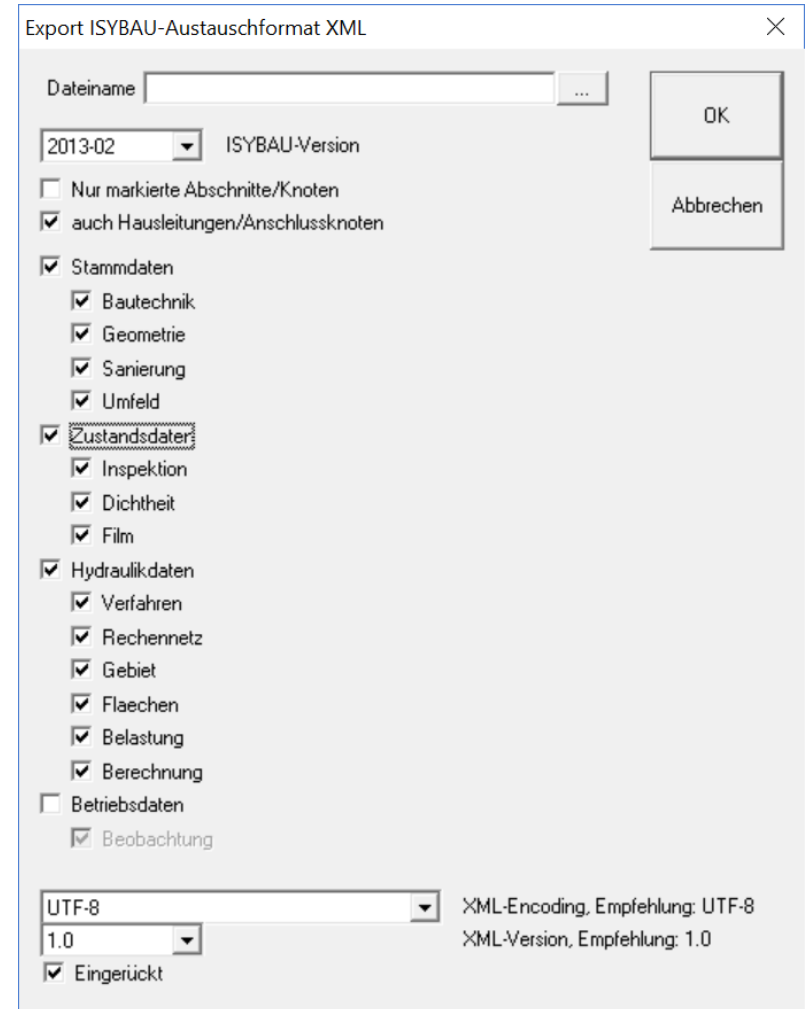 Export ISYBAU-Austauschformat XML
Dateiname
...
OK
2013-02 ISYBAU-Version
Nur markierte Abschnitte/Knoten
Abbrechen
auch Hausleitungen/Anschlussknoten
Stammdaten
Bautechnik
Geometrie
Sanierung
Umfeld
Zustandsdaten
Inspektion
Dichtheit
Film
Hydraulikdaten
Verfahren
Rechennetz
Gebiet
Flaechen
Belastung
Berechnung
Betriebsdaten
Beobachtung
UTF-8 XML-Encoding, Empfehlung: UTF-8
1.0 XML-Version, Empfehlung: 1.0
Eingerückt